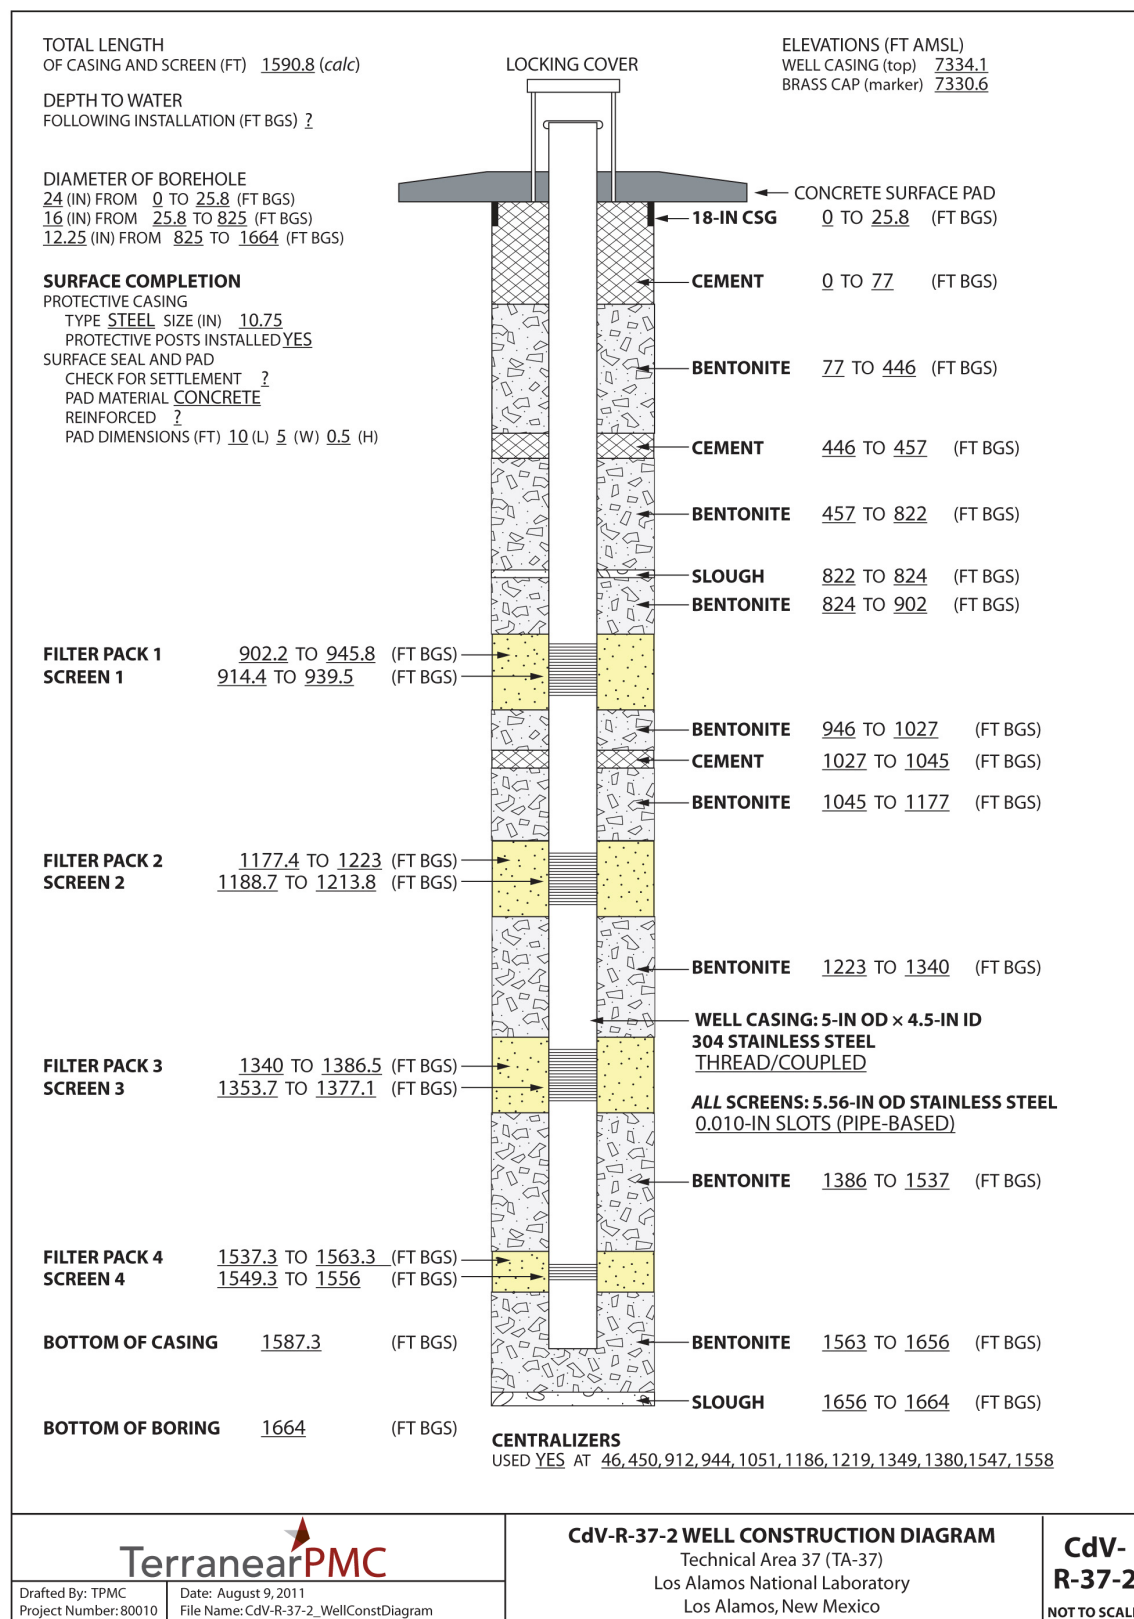 TOTAL LENGTH
OF CASING AND SCREEN (FT) 1590.8 (calc)
DEPTH TO WATER
FOLLOWING INSTALLATION (FT BGS) ?
DIAMETER OF BOREHOLE
24 (IN) FROM 0 TO 25.8 (FT BGS)
16 (IN) FROM 25.8 TO 825 (FT BGS)
12.25 (IN) FROM 825 TO 1664 (FT BGS)
SURFACE COMPLETION
PROTECTIVE CASING
TYPE STEEL SIZE (IN) 10.75
PROTECTIVE POSTS INSTALLED YES
SURFACE SEAL AND PAD
CHECK FOR SETTLEMENT ?
PAD MATERIAL CONCRETE
REINFORCED ?
PAD DIMENSIONS (FT) 10 (L) 5 (W) 0.5 (H)
LOCKING COVER
ELEVATIONS (FT AMSL)
WELL CASING (top) 7334.1
BRASS CAP (marker) 7330.6
CONCRETE SURFACE PAD
18-IN CSG 0 TO 25.8 (FT BGS)
CEMENT 0 TO 77 (FT BGS)
BENTONITE 77 TO 446 (FT BGS)
CEMENT 446 TO 457 (FT BGS)
BENTONITE 457 TO 822 (FT BGS)
SLOUGH 822 TO 824 (FT BGS)
BENTONITE 824 TO 902 (FT BGS)
FILTER PACK 1 902.2 TO 945.8 (FT BGS)
SCREEN 1 914.4 TO 939.5 (FT BGS)
BENTONITE 946 TO 1027 (FT BGS)
CEMENT 1027 TO 1045 (FT BGS)
BENTONITE 1045 TO 1177 (FT BGS)
FILTER PACK 2 1177.4 TO 1223 (FT BGS)
SCREEN 2 1188.7 TO 1213.8 (FT BGS)
BENTONITE 1223 TO 1340 (FT BGS)
WELL CASING: 5-IN OD × 4.5-IN ID
304 STAINLESS STEEL
THREAD/COUPLED
FILTER PACK 3 1340 TO 1386.5 (FT BGS)
SCREEN 3 1353.7 TO 1377.1 (FT BGS)
ALL SCREENS: 5.56-IN OD STAINLESS STEEL
0.010-IN SLOTS (PIPE-BASED)
BENTONITE 1386 TO 1537 (FT BGS)
FILTER PACK 4 1537.3 TO 1563.3 (FT BGS)
SCREEN 4 1549.3 TO 1556 (FT BGS)
BOTTOM OF CASING 1587.3 (FT BGS)
BENTONITE 1563 TO 1656 (FT BGS)
SLOUGH 1656 TO 1664 (FT BGS)
BOTTOM OF BORING 1664 (FT BGS)
CENTRALIZERS
USED YES AT 46, 450, 912, 944, 1051, 1186, 1219, 1349, 1380, 1547, 1558
TerranearPMC
Drafted By: TPMC
Project Number: 80010
Date: August 9, 2011
File Name: CdV-R-37-2_WellConstDiagram
CdV-R-37-2 WELL CONSTRUCTION DIAGRAM
Technical Area 37 (TA-37)
Los Alamos National Laboratory
Los Alamos, New Mexico
CdV-
R-37-2
NOT TO SCALE